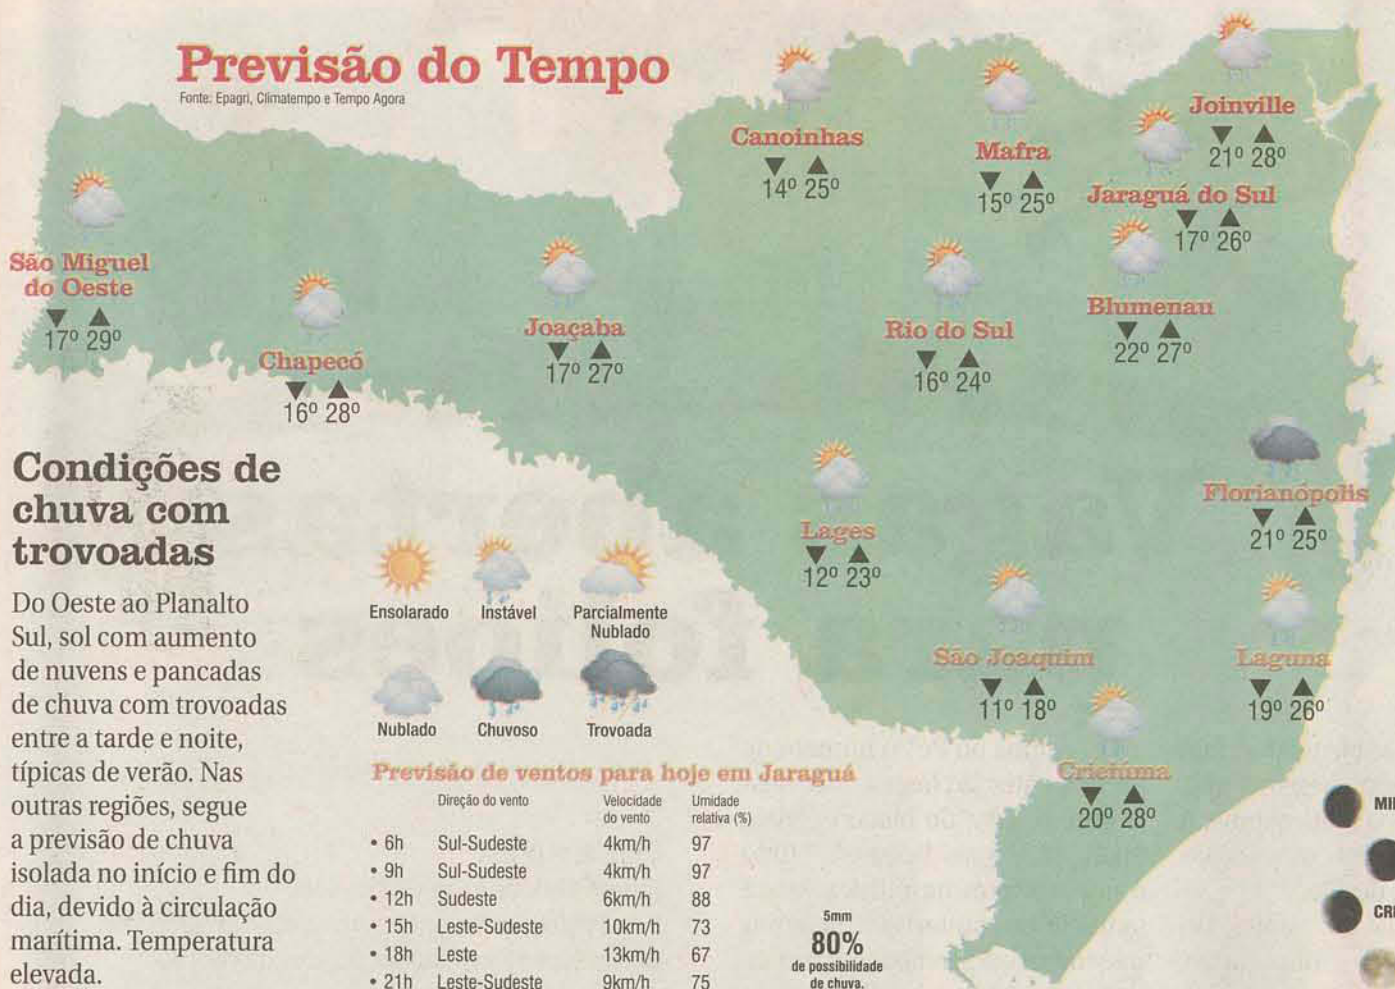 Previsão do Tempo
Fonte: Epagri, Climatempo e Tempo Agora
São Miguel
do Oeste
17º 29º
Chapecó
16º 28º
Joaçaba
17º 27º
Canoinhas
14º 25º
Mafra
15º 25º
Joinville
21º 28º
Jaraguá do Sul
17º 26º
Blumenau
22º 27º
Rio do Sul
16º 24º
Florianópolis
21º 25º
Lages
12º 23º
São Joaquim
11º 18º
Laguna
19º 26º
Criciúma
20º 28º
Condições de
chuva com
trovoadas
Do Oeste ao Planalto
Sul, sol com aumento
de nuvens e pancadas
de chuva com trovoadas
entre a tarde e noite,
típicas de verão. Nas
outras regiões, segue
a previsão de chuva
isolada no início e fim do
dia, devido à circulação
marítima. Temperatura
elevada.
Ensolarado
Instável
Parcialmente
Nublado
Nublado
Chuvoso
Trovoada
Previsão de ventos para hoje em Jaraguá
Direção do vento Velocidade do vento Umidade relativa (%)
• 6h Sul-Sudeste 4km/h 97
• 9h Sul-Sudeste 4km/h 97
• 12h Sudeste 6km/h 88
• 15h Leste-Sudeste 10km/h 73
• 18h Leste 13km/h 67
• 21h Leste-Sudeste 9km/h 75
5mm
80%
de possibilidade
de chuva.